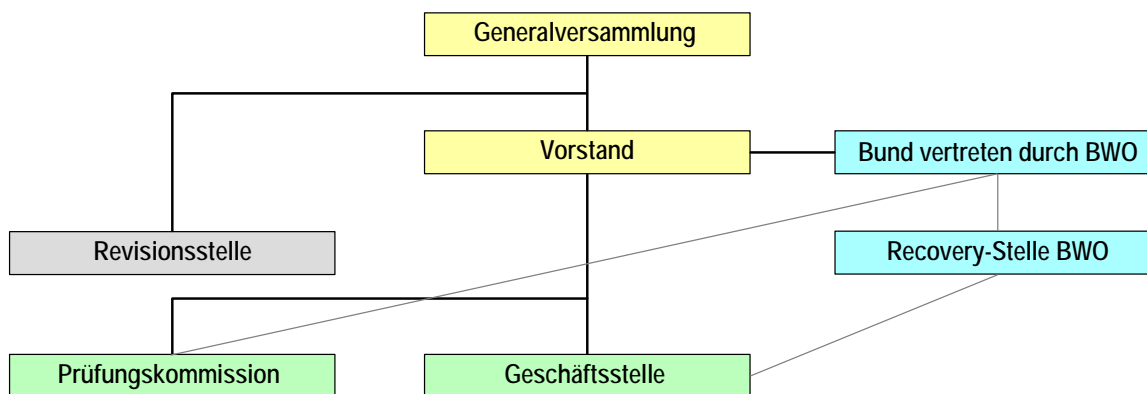 Generalversammlung
Vorstand
Bund vertreten durch BWO
Revisionsstelle
Recovery-Stelle BWO
Prüfungskommission
Geschäftsstelle